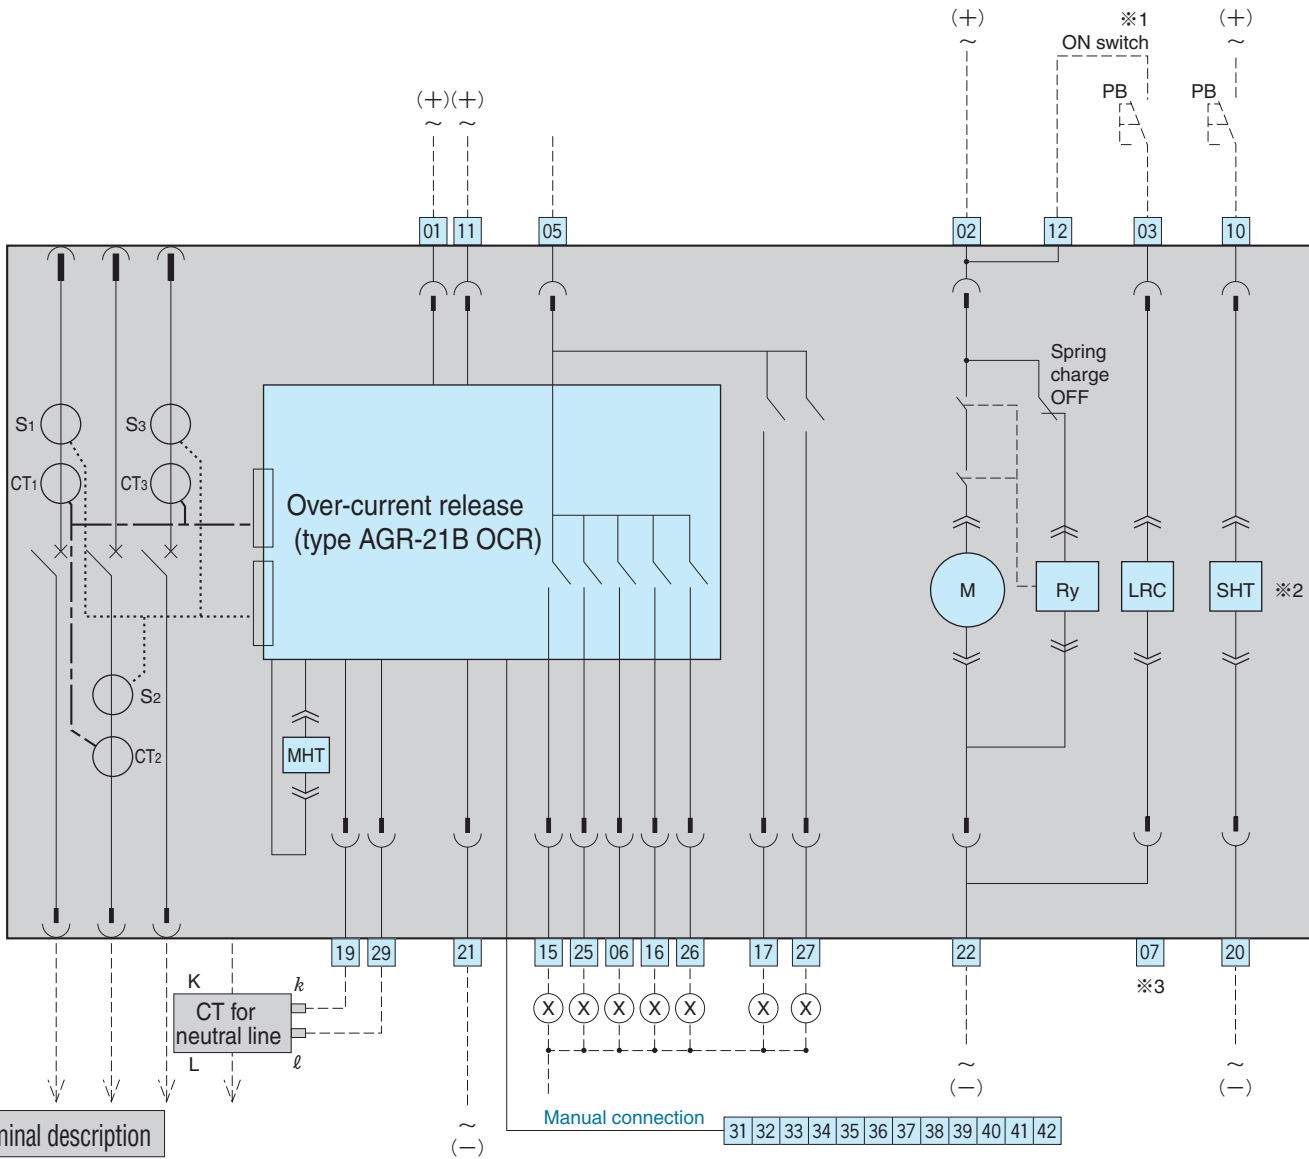 (+) ※1 (+)
~ ON switch ~
PB PB
(+) (+)
~ ~
01 11 05 02 12 03 10
Spring
charge
OFF
S1 S3
CT1 CT3
Over-current release
(type AGR-21B OCR)
M Ry LRC SHT ※2
S2
MHT
CT2
19 29 21 15 25 06 16 26 17 27 22 07 20
※3
K k
CT for
neutral line
X X X X X X X
L ℓ
~ ~
(−) (−)
Manual connection
31 32 33 34 35 36 37 38 39 40 41 42
~
(−)
minal description